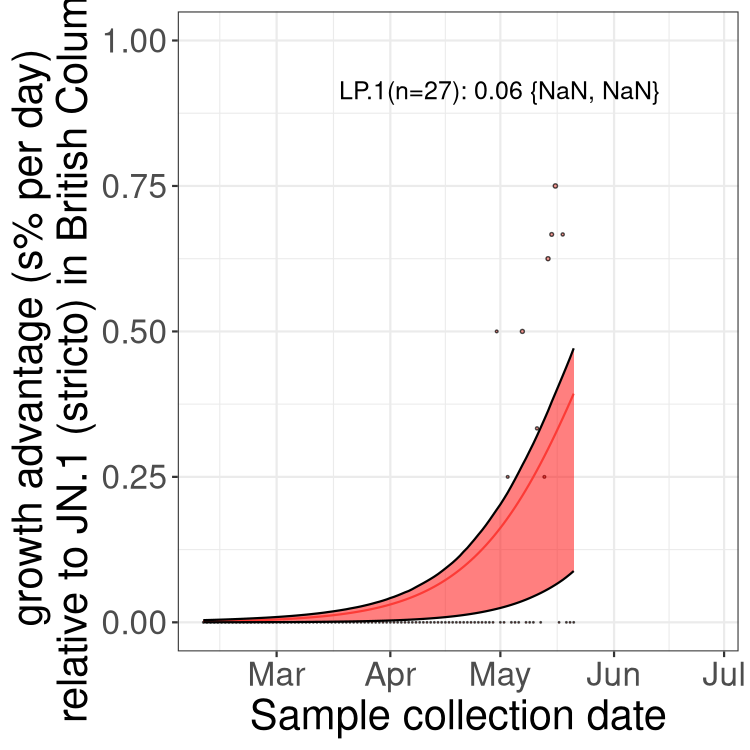 growth advantage (s% per day)
relative to JN.1 (stricto) in British Colum
1.00
0.75
0.50
0.25
0.00
LP.1(n=27): 0.06 {NaN, NaN}
Mar Apr May Jun Jul
Sample collection date